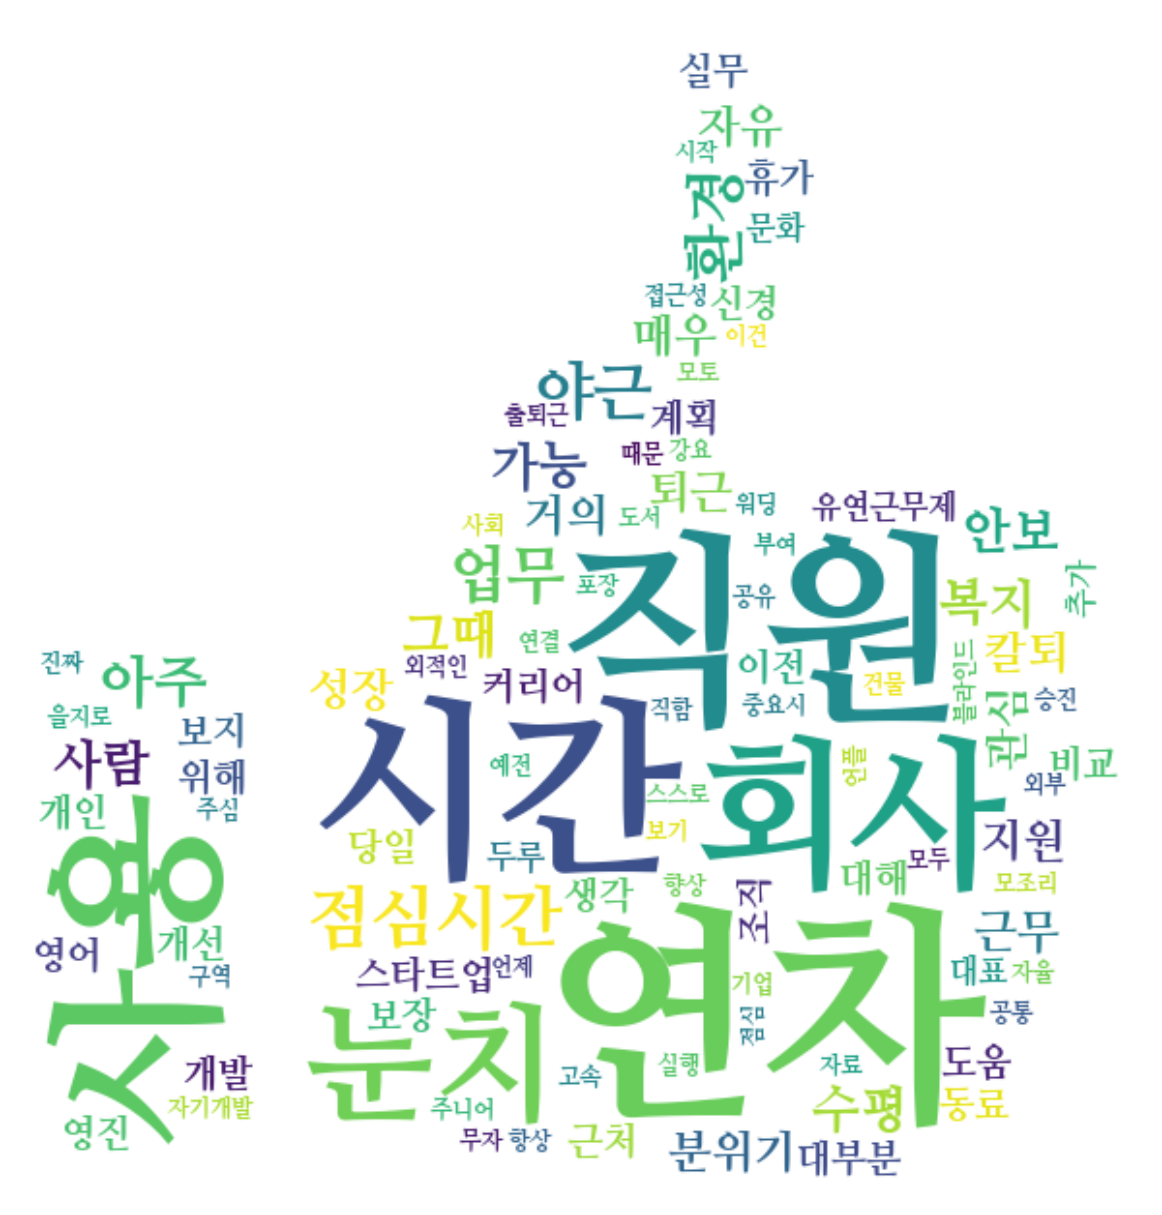 실무
자유
시작
휴가
환경
문화
접근성
신경
매우
이건
모토
야근
출퇴근
계획
때문
강요
가능
퇴근
워딩
유연근무제
거의
도서
사회
안보
직원
부여
업무
포장
공유
복지
추가
그때
연결
칼퇴
이전
외적인
성장
커리어
건물
블라인드
관심
승진
직함
중요시
진짜
아주
을지로
보지
사람
위해
개인
주심
사용
영어
개선
구역
개발
자기개발
영진
시간
회사
예전
언플
비교
외부
스스로
보기
당일
두루
지원
모두
대해
모조리
생각
향상
조직
점심시간
근무
연차
스타트업
언제
대표
자율
기업
보장
눈치
점심
공통
고속
실행
자료
도움
주니어
수평
동료
무자
항상
근처
분위기
대부분